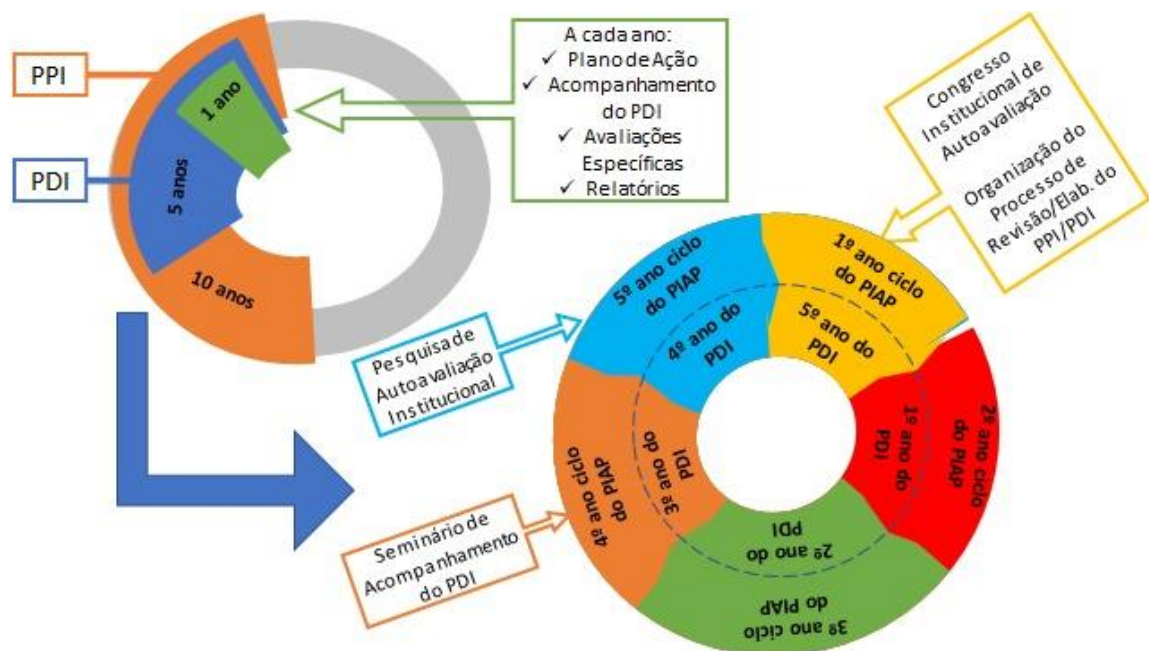 PPI
PDI
1 ano
5 anos
10 anos
A cada ano:
✓ Plano de Ação
✓ Acompanhamento
do PDI
✓ Avaliações
Específicas
✓ Relatórios
Congresso
Institucional de
Autoavaliação
Organização do
Processo de
Revisão/Elab. do
PPI/PDI
Pesquisa de
Autoavaliação
Institucional
Seminário de
Acompanhamento
do PDI
1º ano ciclo
do PIAP
5º ano do
PDI
2º ano ciclo
do PIAP
1º ano do
PDI
3º ano ciclo
do PIAP
2º ano do
PDI
4º ano ciclo
do PIAP
3º ano do
PDI
5º ano ciclo
do PIAP
4º ano do
PDI